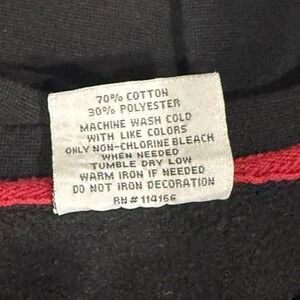 70% COTTON
30% POLYESTER
MACHINE WASH COLD
WITH LIKE COLORS
ONLY NON-CHLORINE BLEACH
WHEN NEEDED
TUMBLE DRY LOW
WARM IRON IF NEEDED
DO NOT IRON DECORATION
RN# 114166